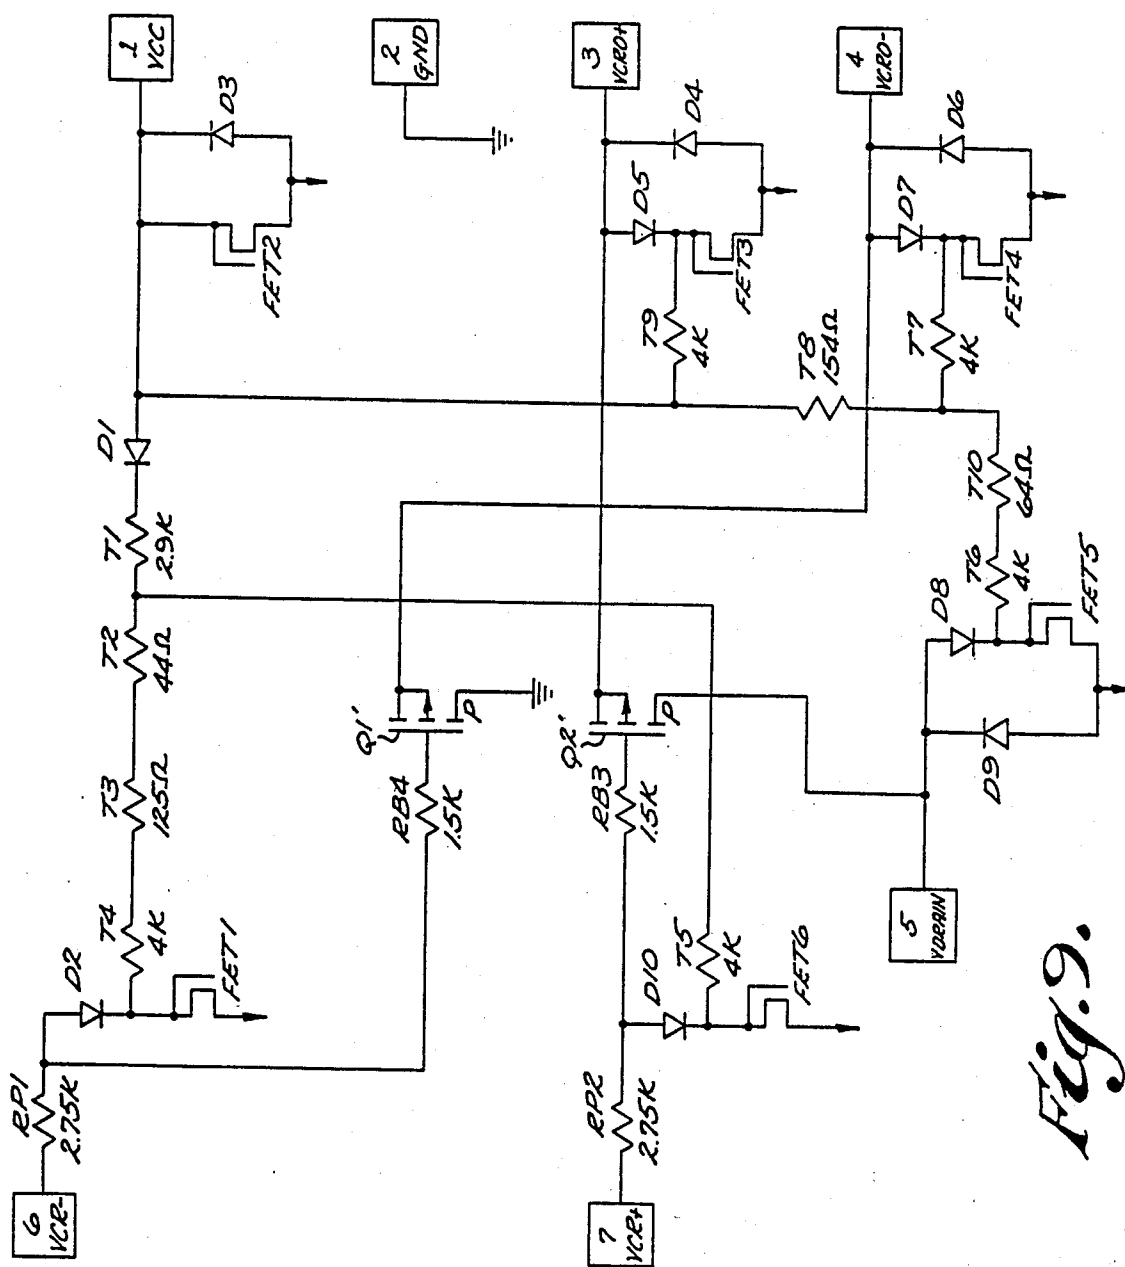 6
VCR-
RP1
2.75K
D2
FET1
T4
4K
T3
125Ω
T2
44Ω
T1
2.9K
D1
FET2
D3
1
VCC
2
GND
RB4
1.5K
Q1'
P
7
VCR+
RP2
2.75K
D10
FET6
T5
4K
RB3
1.5K
Q2'
P
T9
4K
D5
FET3
D4
3
VCRO+
T8
154Ω
T7
4K
D7
FET4
D6
4
VCRO-
5
VDRAIN
D9
D8
FET5
T6
4K
T10
64Ω
Fig. 9.